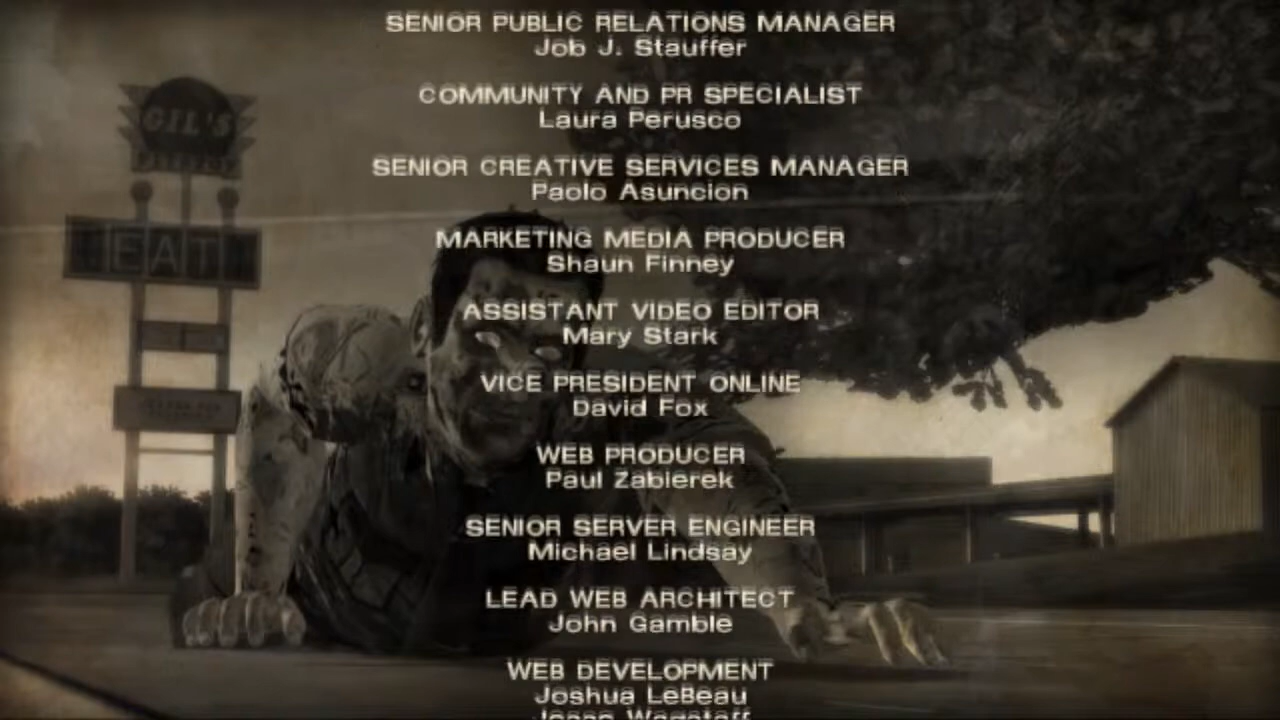 SENIOR PUBLIC RELATIONS MANAGER
Job J. Stauffer
COMMUNITY AND PR SPECIALIST
Laura Perusco
GIL'S
SENIOR CREATIVE SERVICES MANAGER
Paolo Asuncion
EAT
MARKETING MEDIA PRODUCER
Shaun Finney
ASSISTANT VIDEO EDITOR
Mary Stark
VICE PRESIDENT ONLINE
David Fox
WEB PRODUCER
Paul Zabierek
SENIOR SERVER ENGINEER
Michael Lindsay
LEAD WEB ARCHITECT
John Gamble
WEB DEVELOPMENT
Joshua LeBeau